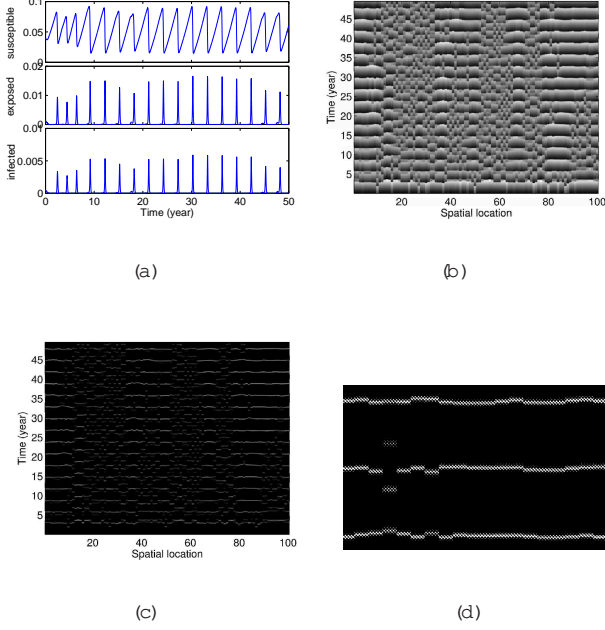 0.1
0.05
0
susceptible
0.02
0.01
0
exposed
0.01
0.005
0
infected
0 10 20 30 40 50
Time (year)
(a)
45
40
35
30
25
20
15
10
5
Time (year)
20 40 60 80 100
Spatial location
(b)
45
40
35
30
25
20
15
10
5
Time (year)
20 40 60 80 100
Spatial location
(c)
(d)